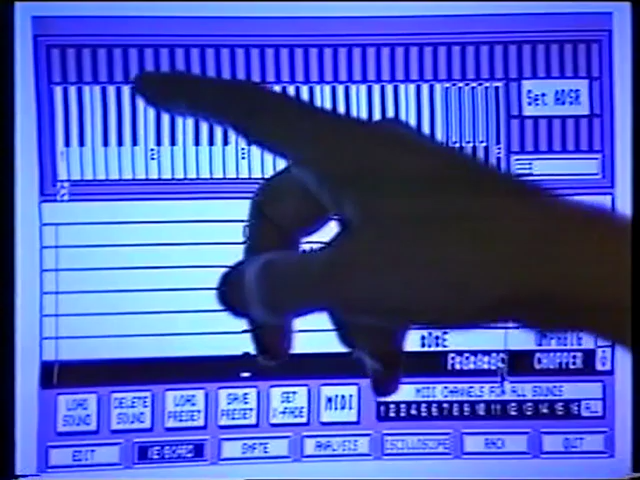 Set ADSR
CHOPPER
LOAD SOUND
DELETE SOUND
LOAD PRESET
SAVE PRESET
SET X-FADE
MIDI
MIDI CHANNELS FOR ALL SOUNDS
1 2 3 4 5 6 7 8 9 10 11 12 13 14 15 16 ALL
EDIT
KEYBOARD
SMPTE
ANALYSIS
OSCILLOSCOPE
BACK
QUIT